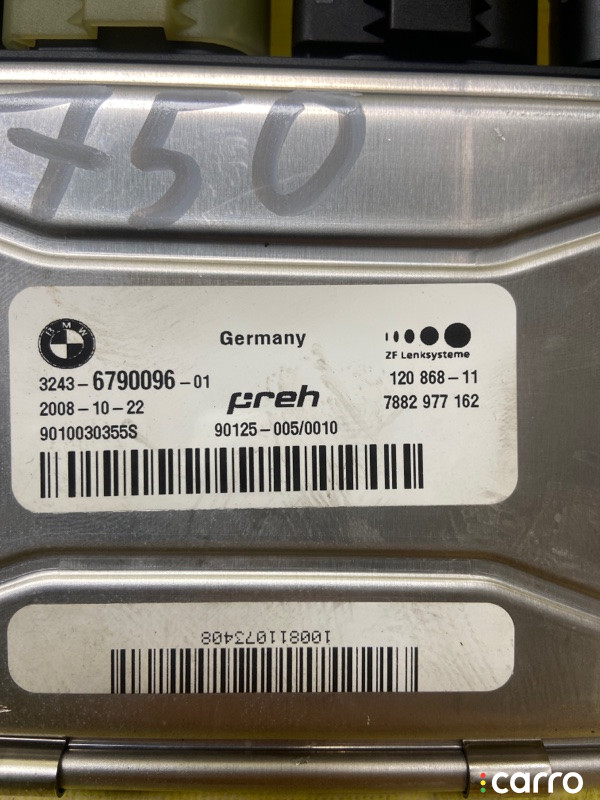 750
BMW
Germany
ZF Lenksysteme
3243-6790096-01
120 868-11
2008-10-22
preh
7882 977 162
9010030355S
90125-005/0010
100811073408
carro